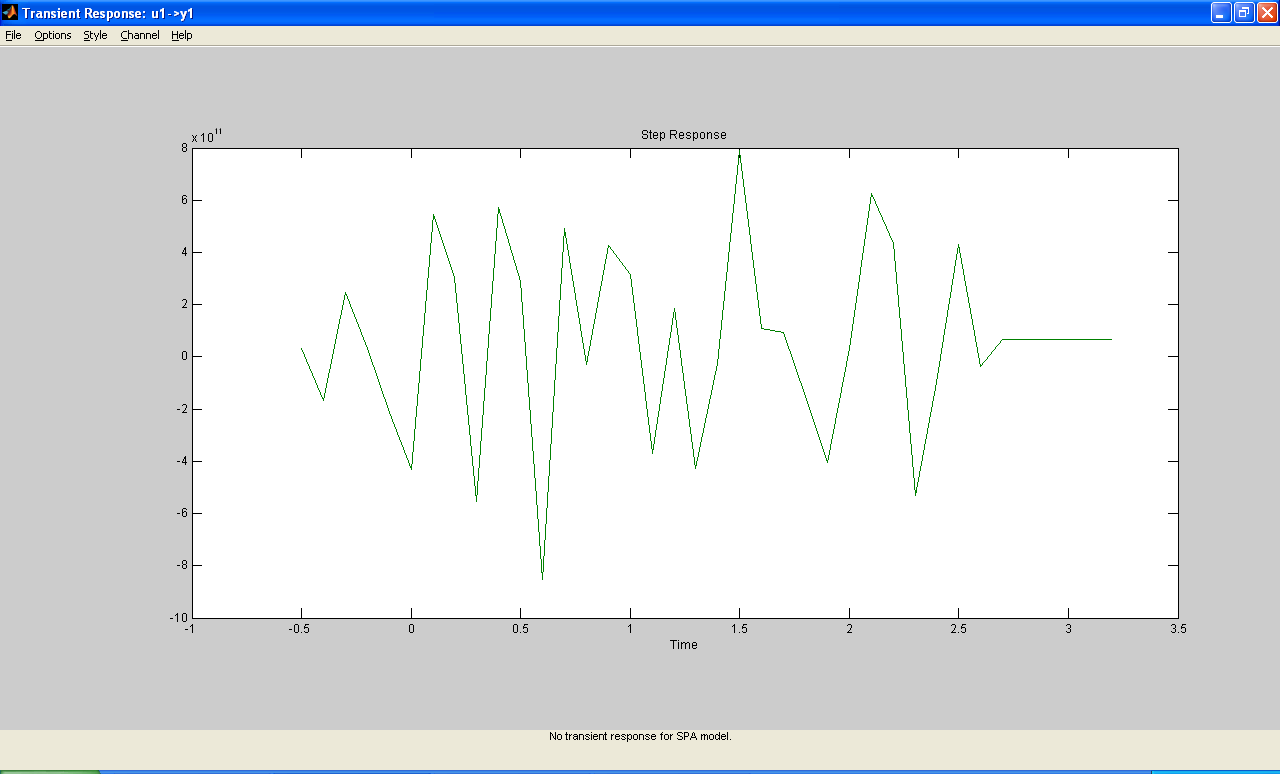 Transient Response: u1->y1
File Options Style Channel Help
x 10^11
Step Response
8
6
4
2
0
-2
-4
-6
-8
-10
-1 -0.5 0 0.5 1 1.5 2 2.5 3 3.5
Time
No transient response for SPA model.